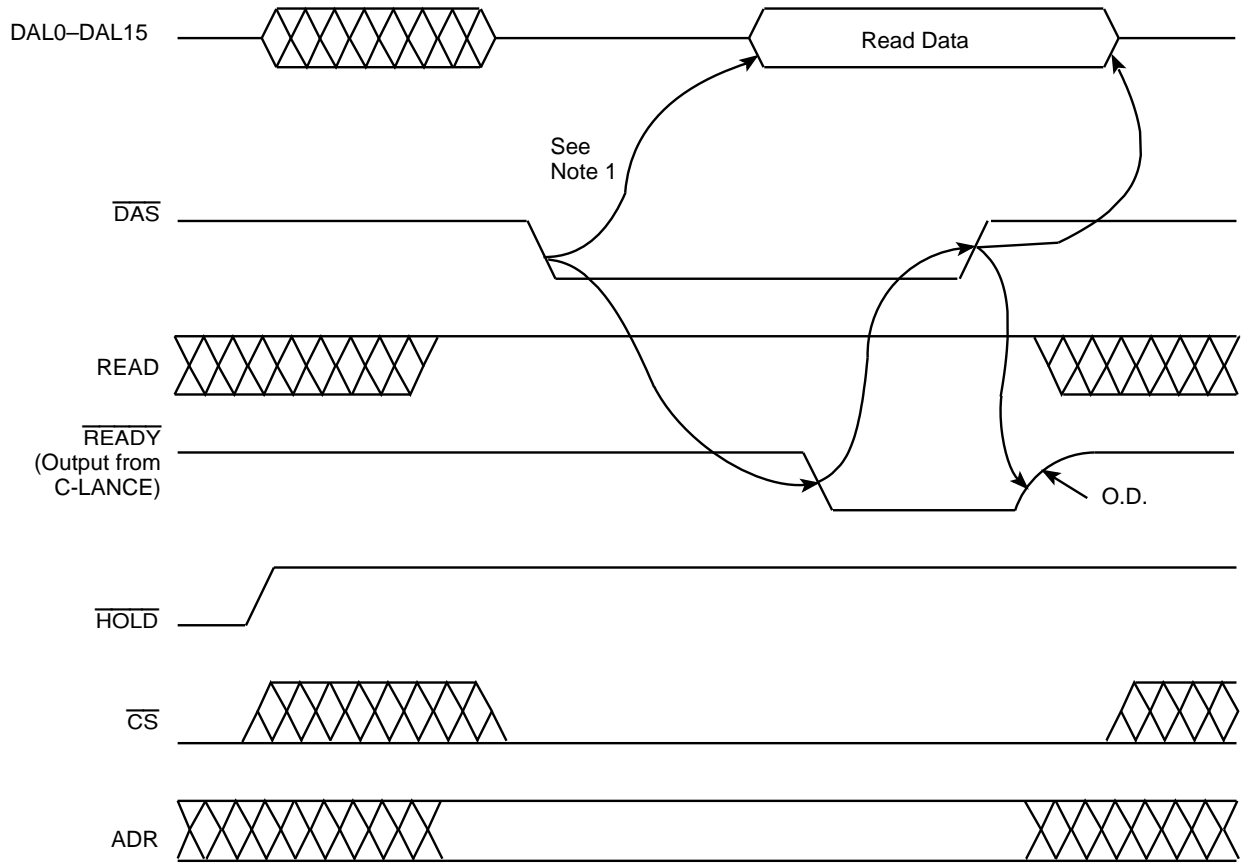 DAL0–DAL15
Read Data
See
Note 1
DAS
READ
READY
(Output from
C-LANCE)
O.D.
HOLD
CS
ADR